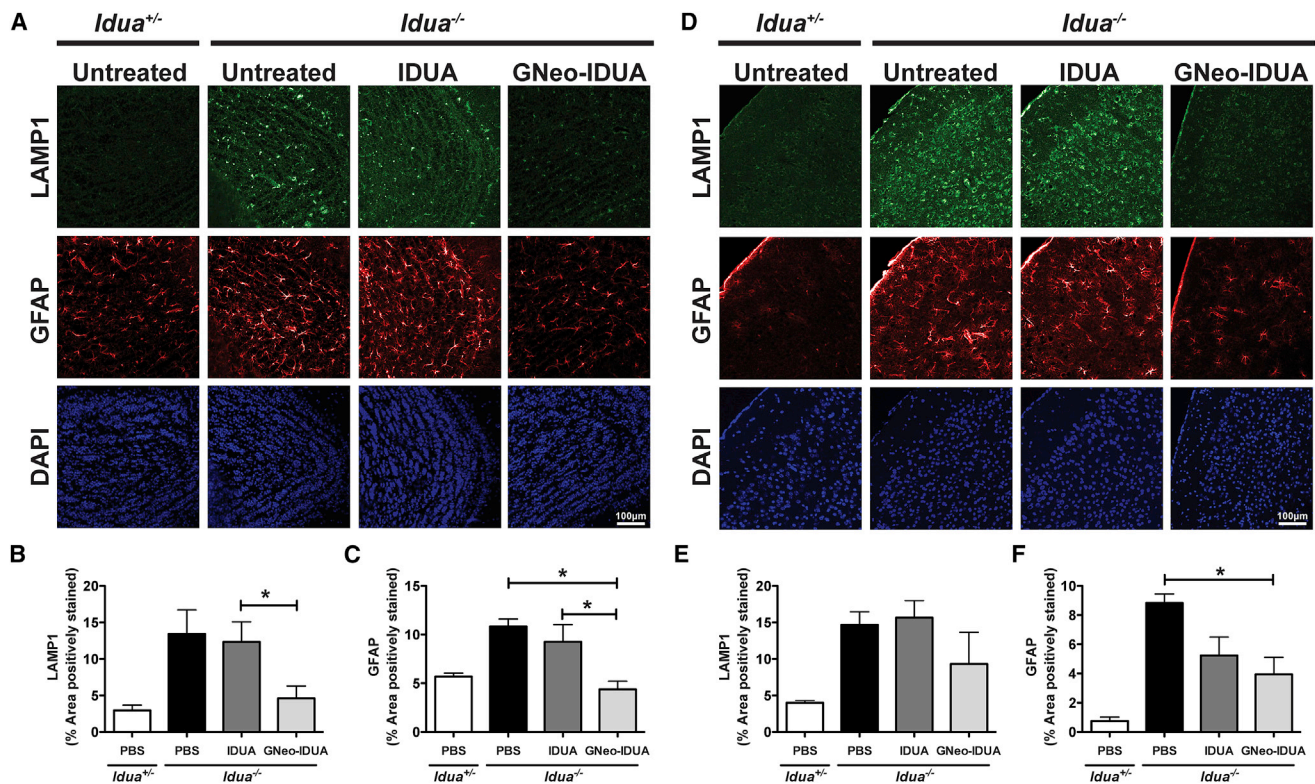 A
Idua+/-
Idua-/-
Untreated
Untreated
IDUA
GNeo-IDUA
LAMP1
GFAP
DAPI
100μm
D
Idua+/-
Idua-/-
Untreated
Untreated
IDUA
GNeo-IDUA
LAMP1
GFAP
DAPI
100μm
B
LAMP1
(% Area positively stained)
20
15
10
5
0
*
PBS
PBS
IDUA
GNeo-IDUA
Idua+/-
Idua-/-
C
GFAP
(% Area positively stained)
15
10
5
0
*
*
PBS
PBS
IDUA
GNeo-IDUA
Idua+/-
Idua-/-
E
LAMP1
(% Area positively stained)
20
15
10
5
0
PBS
PBS
IDUA
GNeo-IDUA
Idua+/-
Idua-/-
F
GFAP
(% Area positively stained)
10
8
6
4
2
0
*
PBS
PBS
IDUA
GNeo-IDUA
Idua+/-
Idua-/-